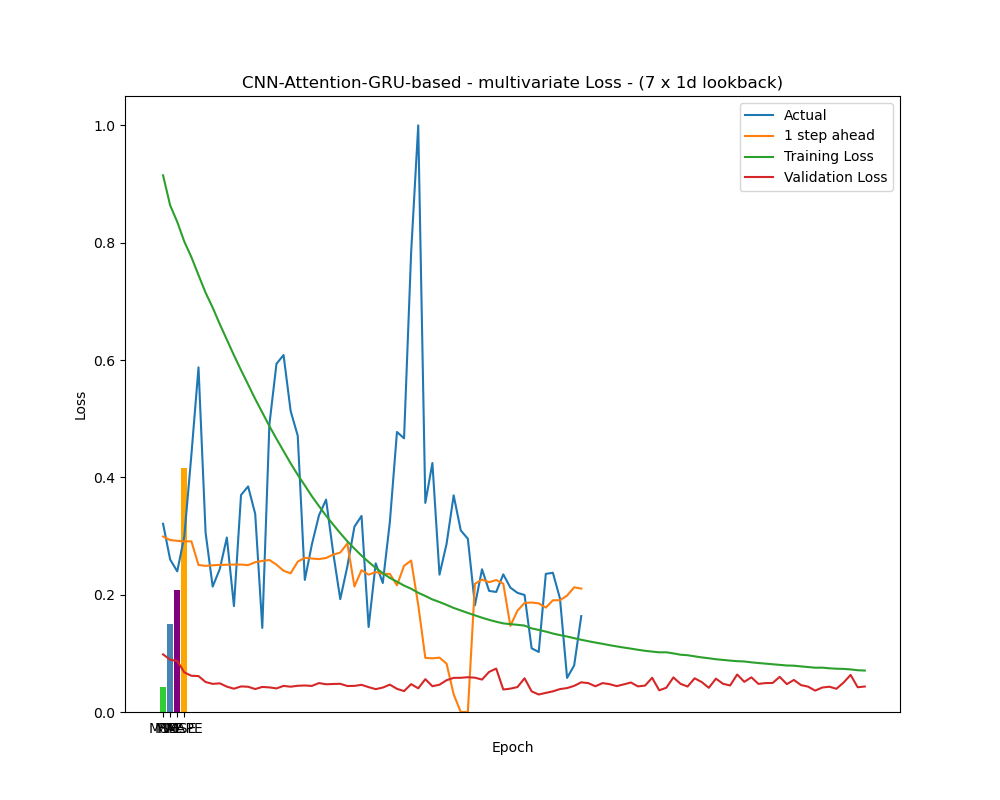 CNN-Attention-GRU-based - multivariate Loss - (7 x 1d lookback)
Actual
1 step ahead
Training Loss
Validation Loss
1.0
0.8
0.6
0.4
0.2
0.0
Loss
Epoch